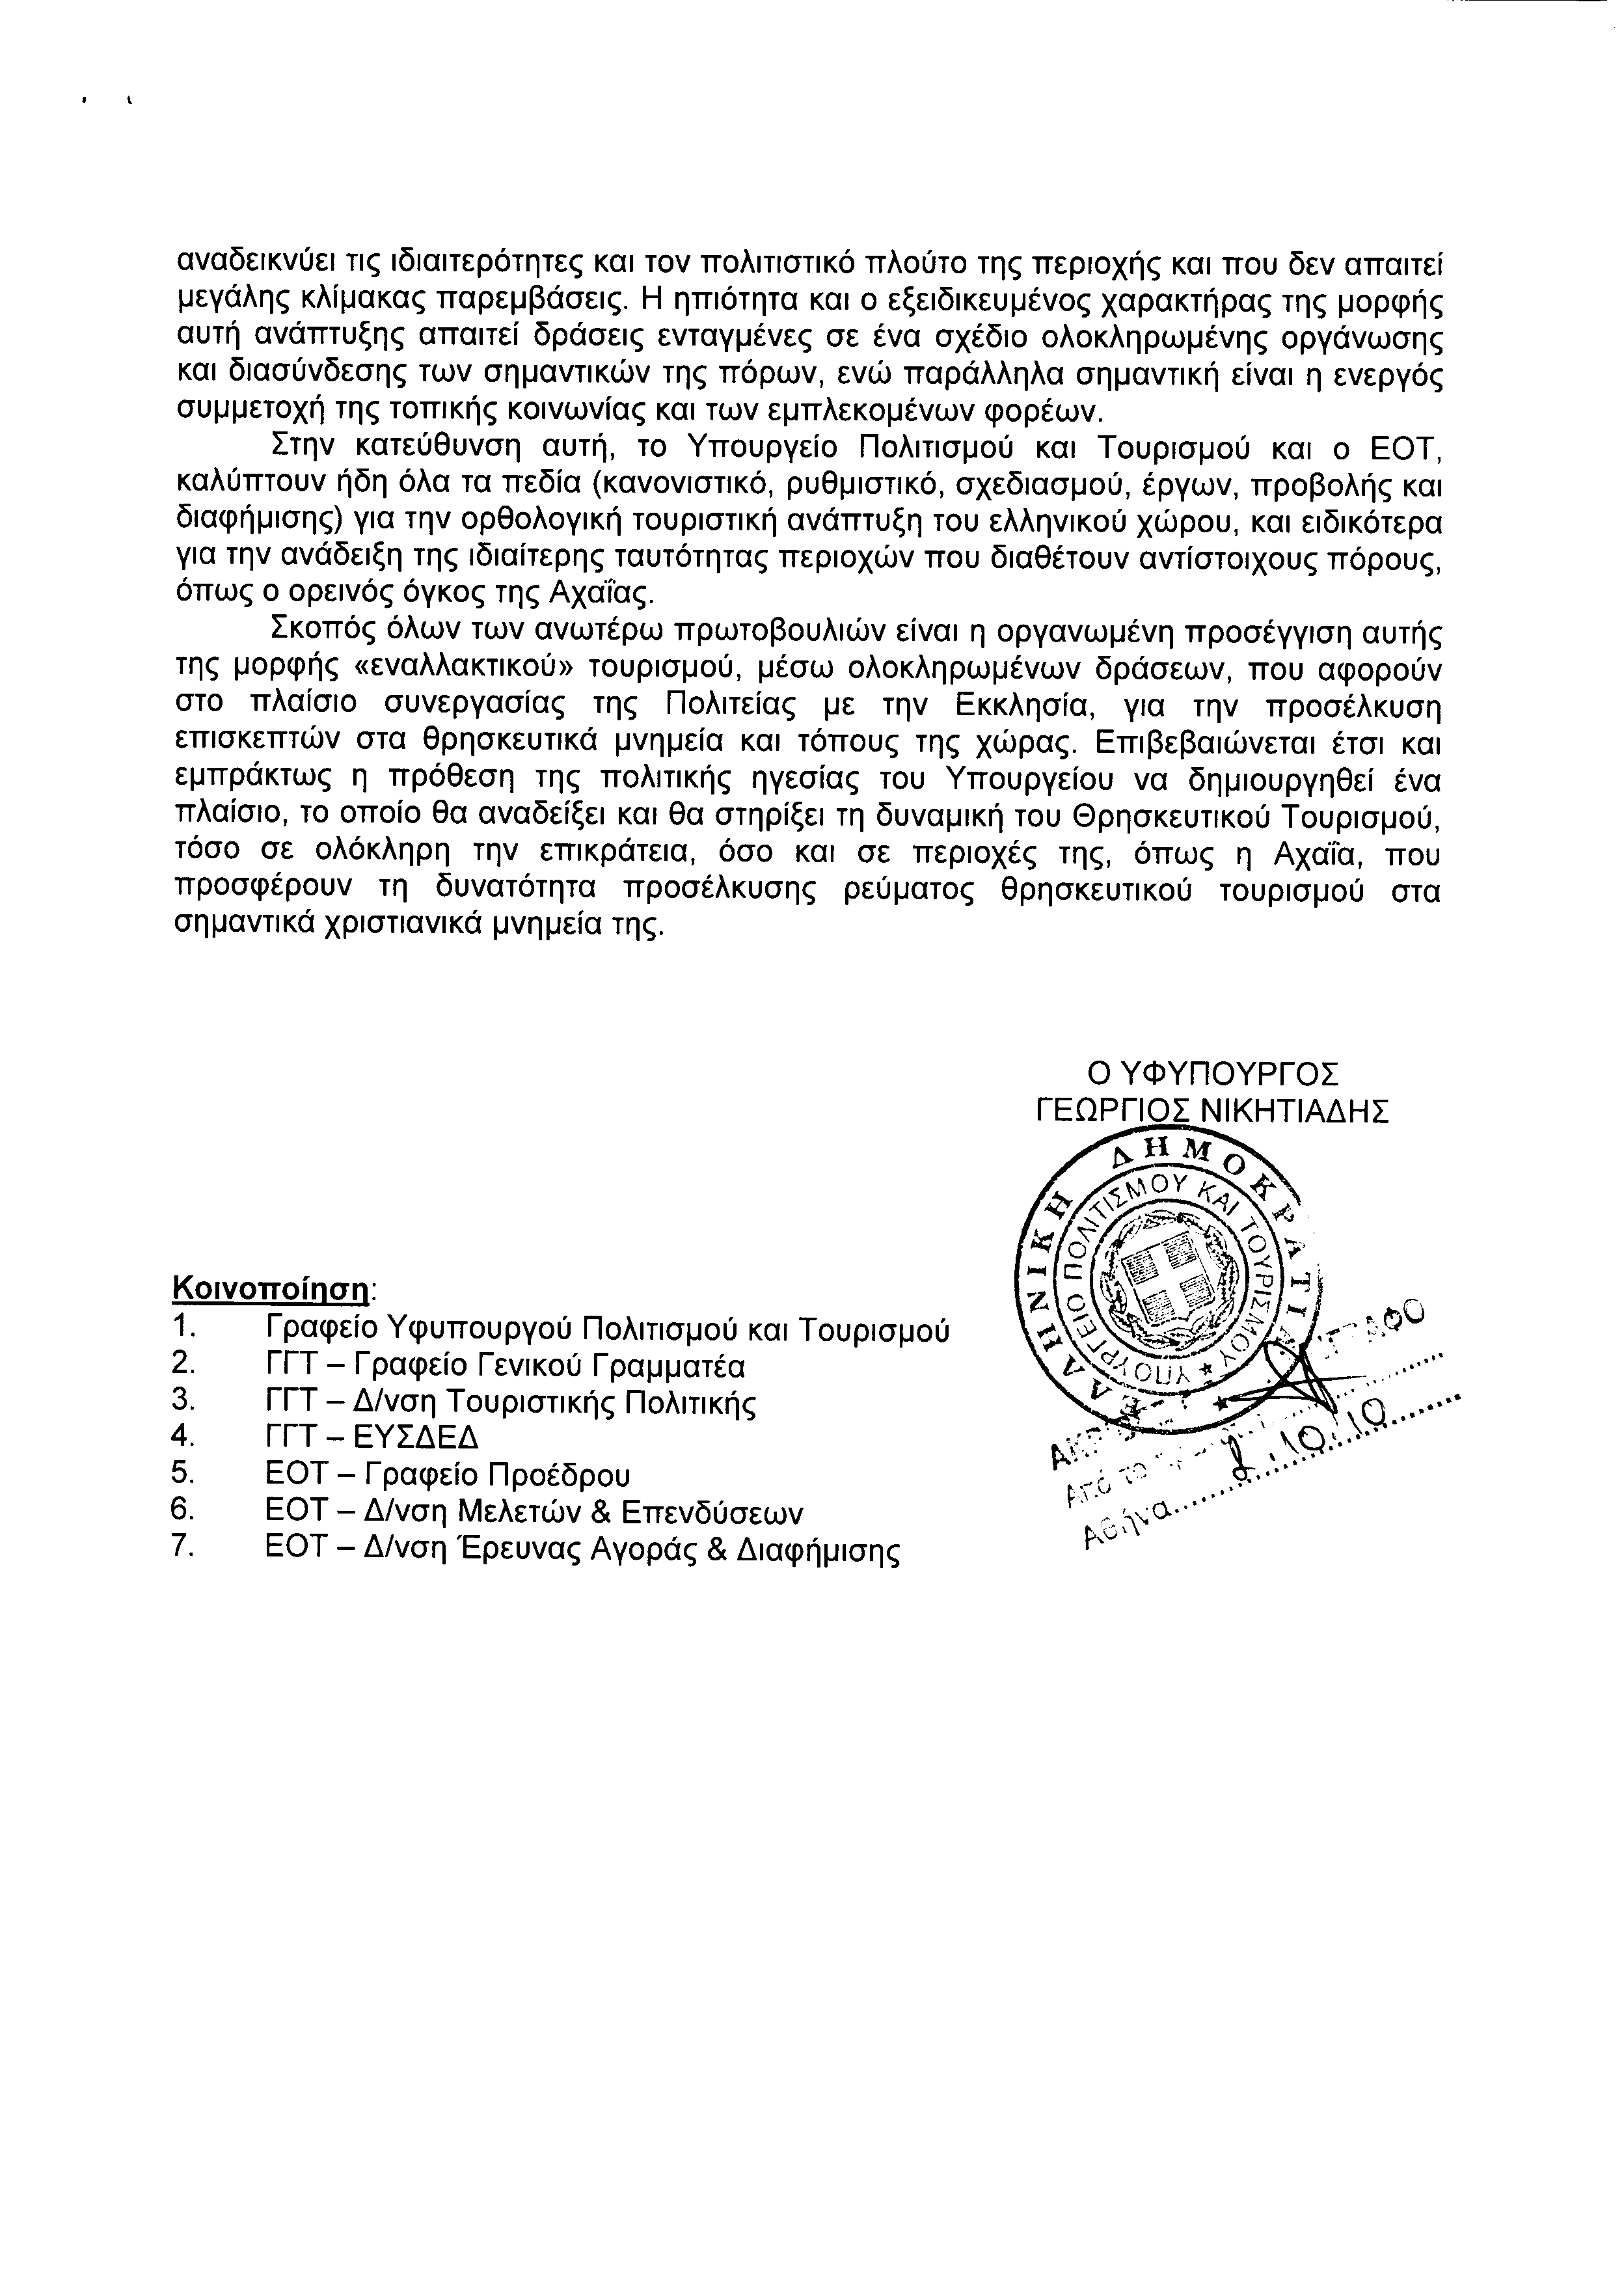 αναδεικνύει τις ιδιαιτερότητες και τον πολιτιστικό πλούτο της περιοχής και που δεν απαιτεί
μεγάλης κλίμακας παρεμβάσεις. Η ηπιότητα και ο εξειδικευμένος χαρακτήρας της μορφής
αυτή ανάπτυξης απαιτεί δράσεις ενταγμένες σε ένα σχέδιο ολοκληρωμένης οργάνωσης
και διασύνδεσης των σημαντικών της πόρων, ενώ παράλληλα σημαντική είναι η ενεργός
συμμετοχή της τοπικής κοινωνίας και των εμπλεκομένων φορέων.
Στην κατεύθυνση αυτή, το Υπουργείο Πολιτισμού και Τουρισμού και ο ΕΟΤ,
καλύπτουν ήδη όλα τα πεδία (κανονιστικό, ρυθμιστικό, σχεδιασμού, έργων, προβολής και
διαφήμισης) για την ορθολογική τουριστική ανάπτυξη του ελληνικού χώρου, και ειδικότερα
για την ανάδειξη της ιδιαίτερης ταυτότητας περιοχών που διαθέτουν αντίστοιχους πόρους,
όπως ο ορεινός όγκος της Αχαΐας.
Σκοπός όλων των ανωτέρω πρωτοβουλιών είναι η οργανωμένη προσέγγιση αυτής
της μορφής «εναλλακτικού» τουρισμού, μέσω ολοκληρωμένων δράσεων, που αφορούν
στο πλαίσιο συνεργασίας της Πολιτείας με την Εκκλησία, για την προσέλκυση
επισκεπτών στα θρησκευτικά μνημεία και τόπους της χώρας. Επιβεβαιώνεται έτσι και
εμπράκτως η πρόθεση της πολιτικής ηγεσίας του Υπουργείου να δημιουργηθεί ένα
πλαίσιο, το οποίο θα αναδείξει και θα στηρίξει τη δυναμική του Θρησκευτικού Τουρισμού,
τόσο σε ολόκληρη την επικράτεια, όσο και σε περιοχές της, όπως η Αχαΐα, που
προσφέρουν τη δυνατότητα προσέλκυσης ρεύματος θρησκευτικού τουρισμού στα
σημαντικά χριστιανικά μνημεία της.
Ο ΥΦΥΠΟΥΡΓΟΣ
ΓΕΩΡΓΙΟΣ ΝΙΚΗΤΙΑΔΗΣ
ΕΛΛΗΝΙΚΗ ΔΗΜΟΚΡΑΤΙΑ
ΥΠΟΥΡΓΕΙΟ ΠΟΛΙΤΙΣΜΟΥ ΚΑΙ ΤΟΥΡΙΣΜΟΥ
Από το
Αθήνα
Κοινοποίηση:
1. Γραφείο Υφυπουργού Πολιτισμού και Τουρισμού
2. ΓΓΤ – Γραφείο Γενικού Γραμματέα
3. ΓΓΤ – Δ/νση Τουριστικής Πολιτικής
4. ΓΓΤ – ΕΥΣΔΕΔ
5. ΕΟΤ – Γραφείο Προέδρου
6. ΕΟΤ – Δ/νση Μελετών & Επενδύσεων
7. ΕΟΤ – Δ/νση Έρευνας Αγοράς & Διαφήμισης